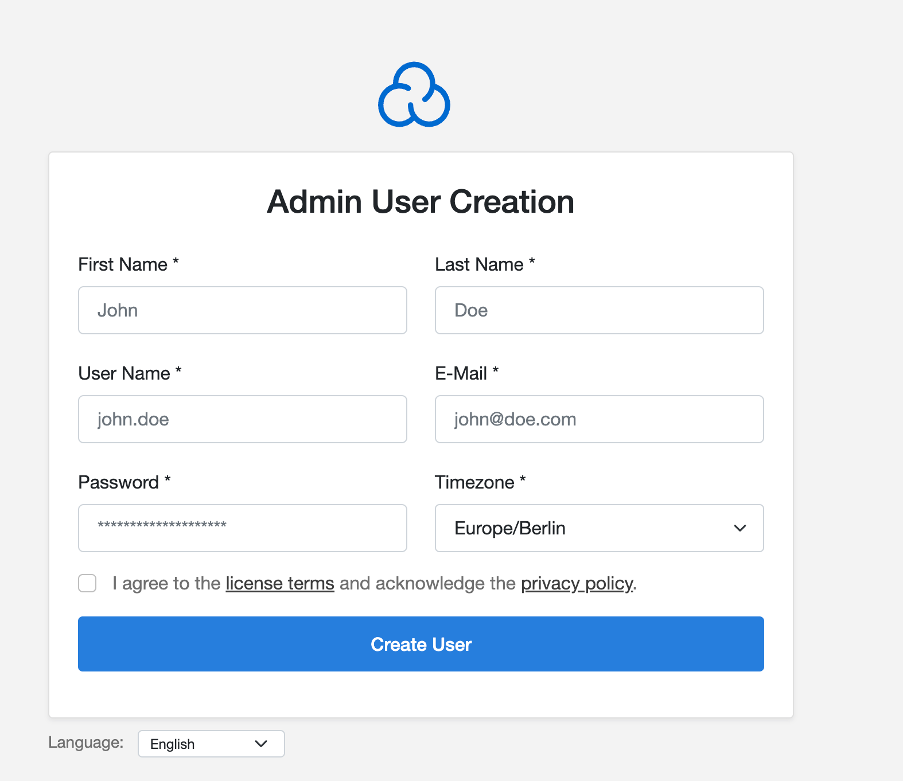 Admin User Creation
First Name * Last Name *
John Doe
User Name * E-Mail *
john.doe john@doe.com
Password * Timezone *
******************** Europe/Berlin
I agree to the license terms and acknowledge the privacy policy.
Create User
Language: English